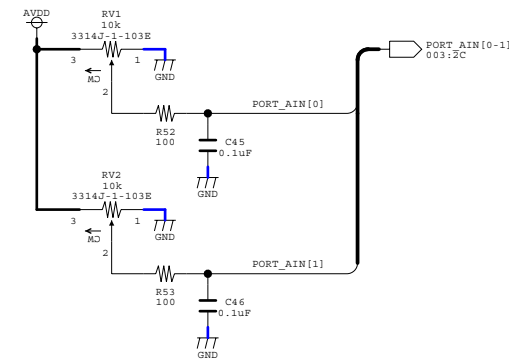 AVDD
RV1
10k
3314J-1-103E
3
1
CW
2
GND
PORT_AIN[0-1]
003:2C
PORT_AIN[0]
R52
100
C45
0.1uF
GND
RV2
10k
3314J-1-103E
3
1
CW
2
GND
PORT_AIN[1]
R53
100
C46
0.1uF
GND